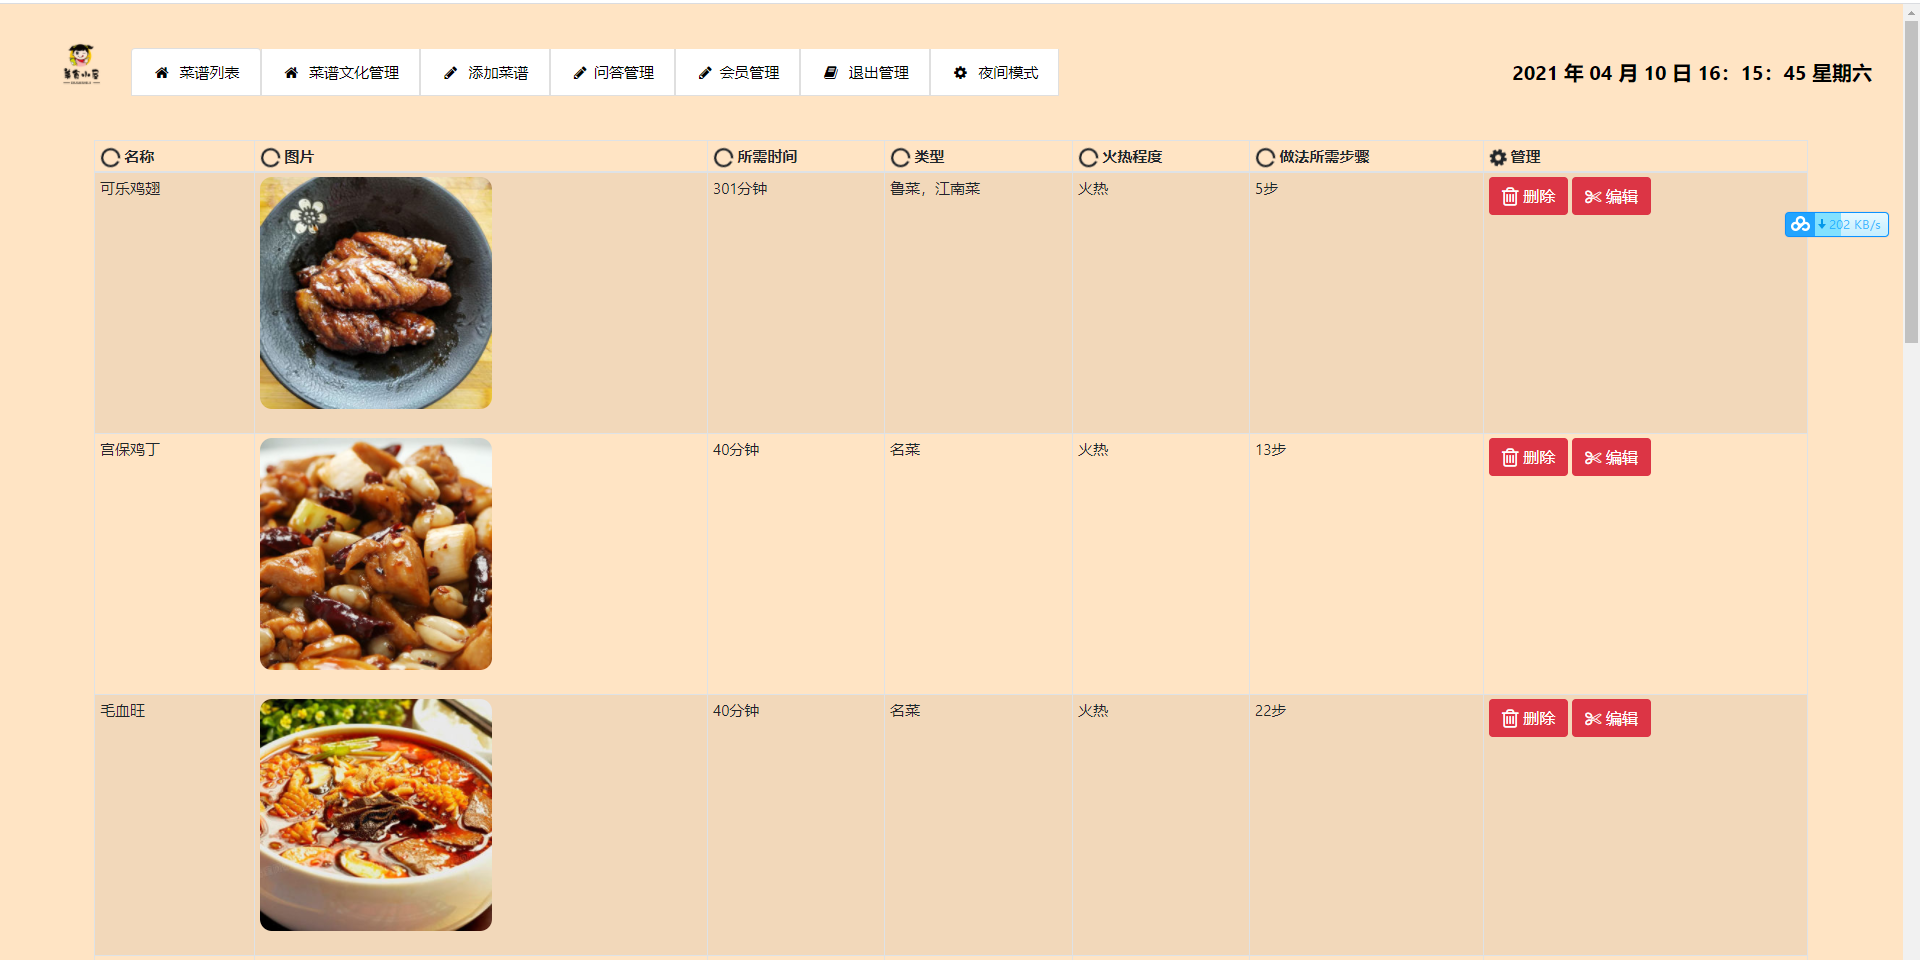 菜谱列表 菜谱文化管理 添加菜谱 问答管理 会员管理 退出管理 夜间模式 2021 年 04 月 10 日 16：15：45 星期六
名称 图片 所需时间 类型 火热程度 做法所需步骤 管理
可乐鸡翅 301分钟 鲁菜，江南菜 火热 5步 删除 编辑
202 KB/s
宫保鸡丁 40分钟 名菜 火热 13步 删除 编辑
毛血旺 40分钟 名菜 火热 22步 删除 编辑